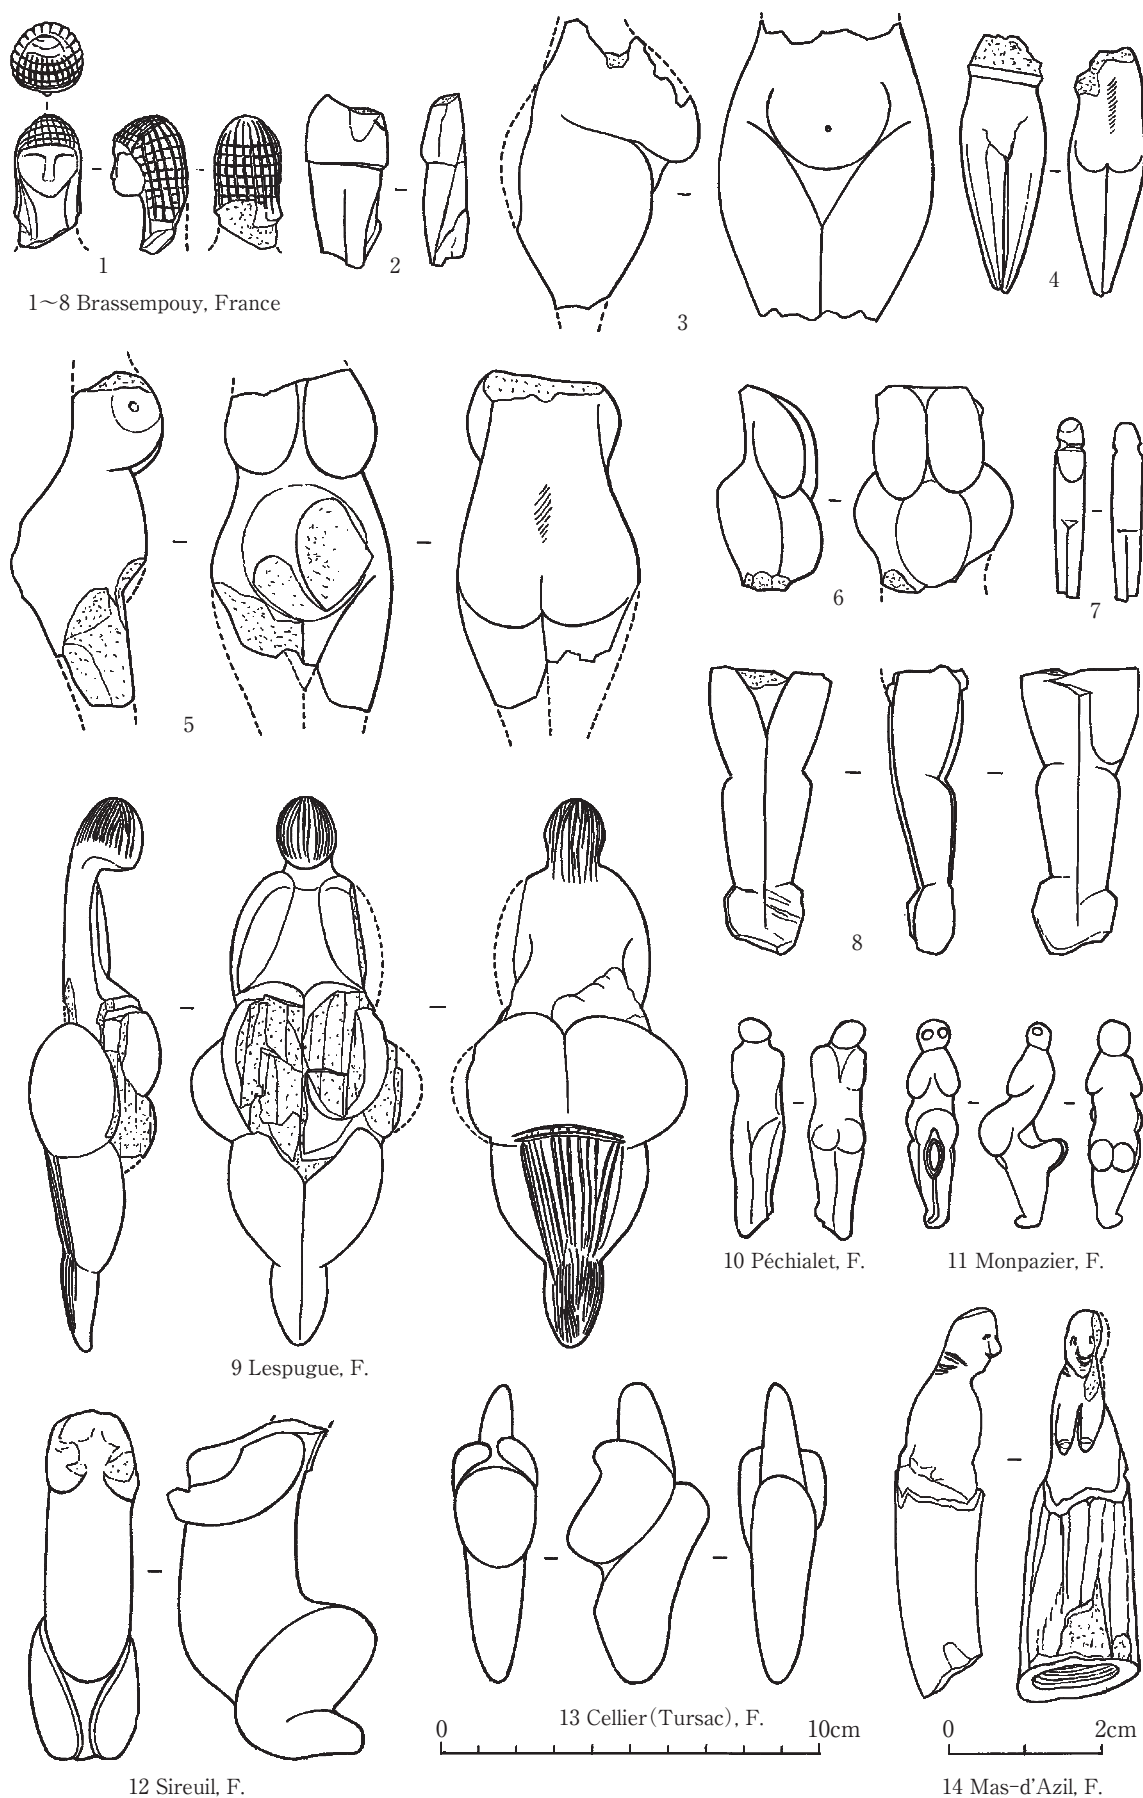 1
2
3
4
1～8 Brassempouy, France
5
6
7
8
9 Lespugue, F.
10 Péchialet, F.
11 Monpazier, F.
12 Sireuil, F.
13 Cellier（Tursac）, F.
0 10cm
0 2cm
14 Mas-d'Azil, F.